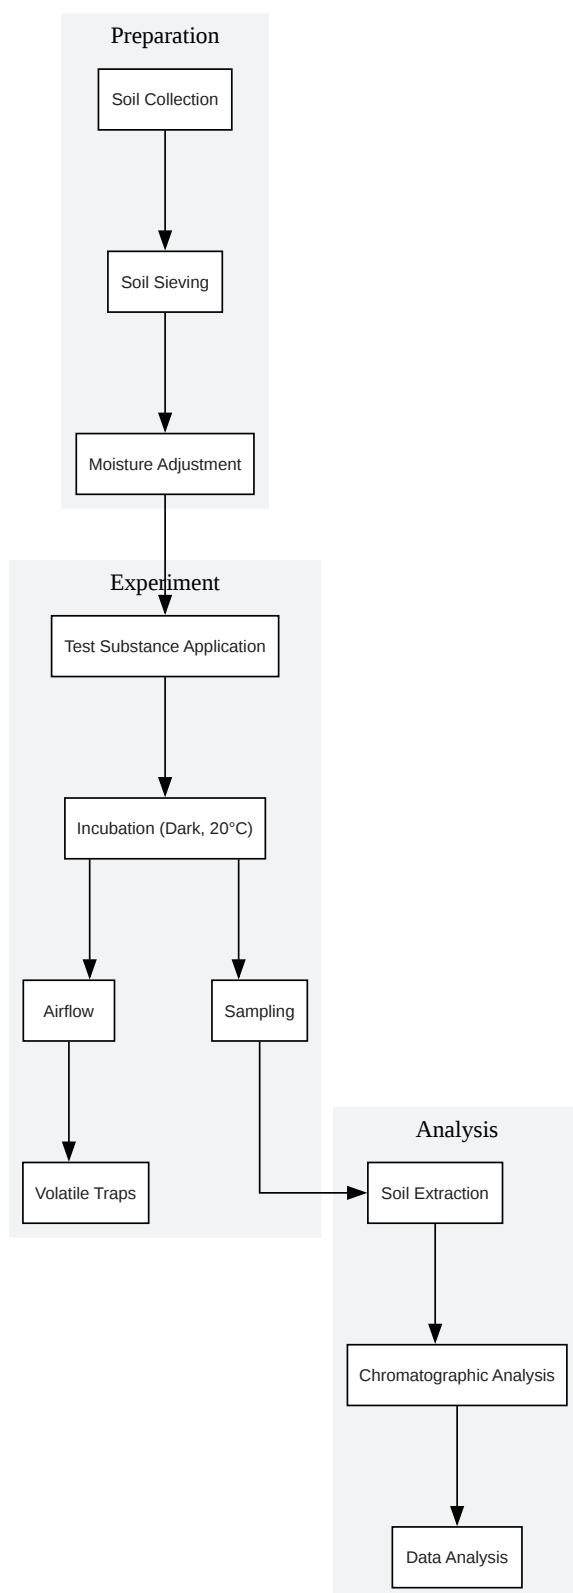 Preparation
Soil Collection
Soil Sieving
Moisture Adjustment
Experiment
Test Substance Application
Incubation (Dark, 20°C)
Airflow
Sampling
Volatile Traps
Analysis
Soil Extraction
Chromatographic Analysis
Data Analysis